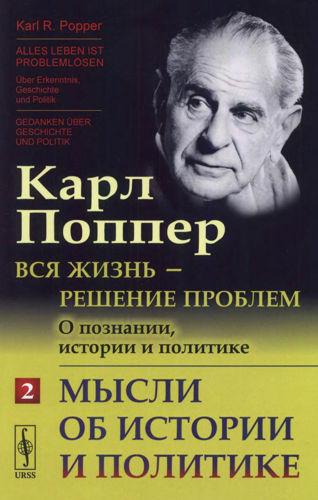 Karl R. Popper
ALLES LEBEN IST
PROBLEMLÖSEN
Über Erkenntnis,
Geschichte
und Politik
GEDANKEN ÜBER
GESCHICHTE
UND POLITIK
Карл
Поппер
ВСЯ ЖИЗНЬ –
РЕШЕНИЕ ПРОБЛЕМ
О познании,
истории и политике
2
МЫСЛИ
ОБ ИСТОРИИ
И ПОЛИТИКЕ
URSS